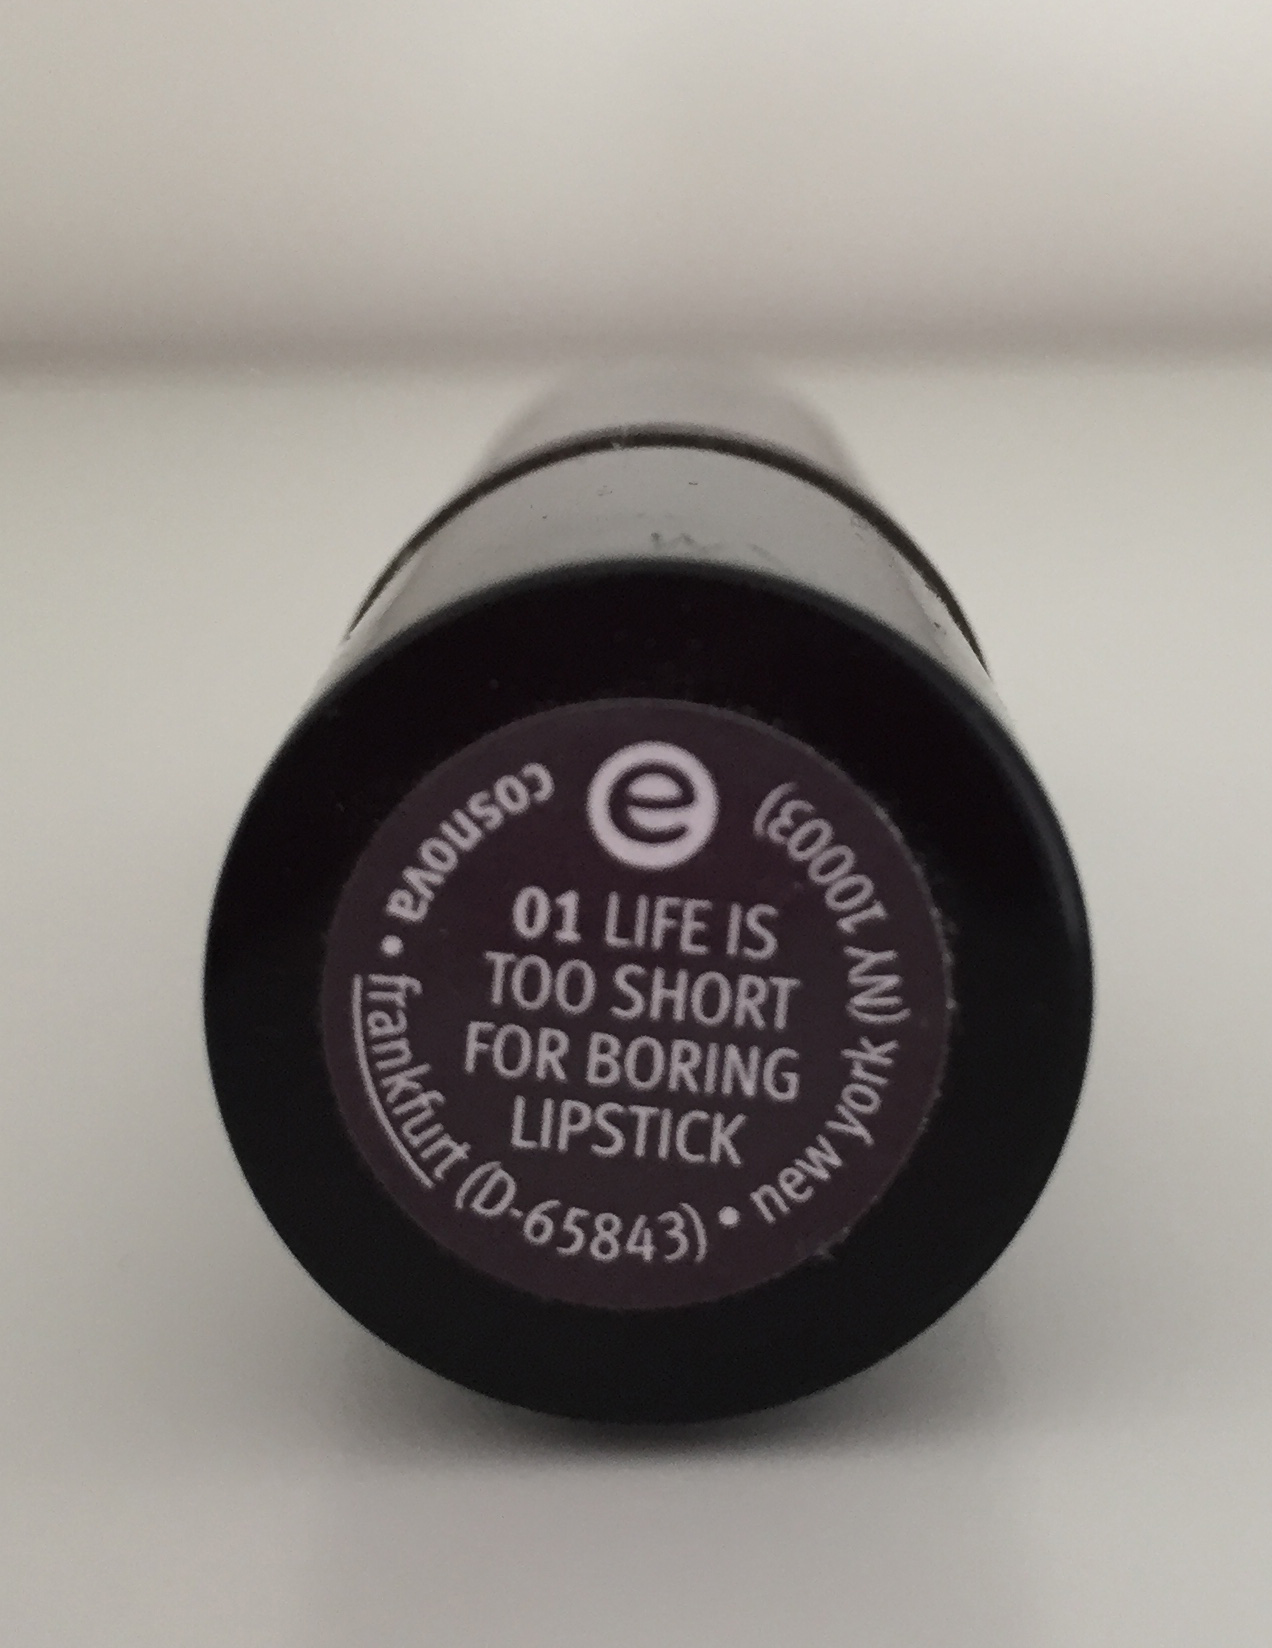 e
01 LIFE IS
TOO SHORT
FOR BORING
LIPSTICK
cosnova • frankfurt (D-65843) • new york (NY 10003)